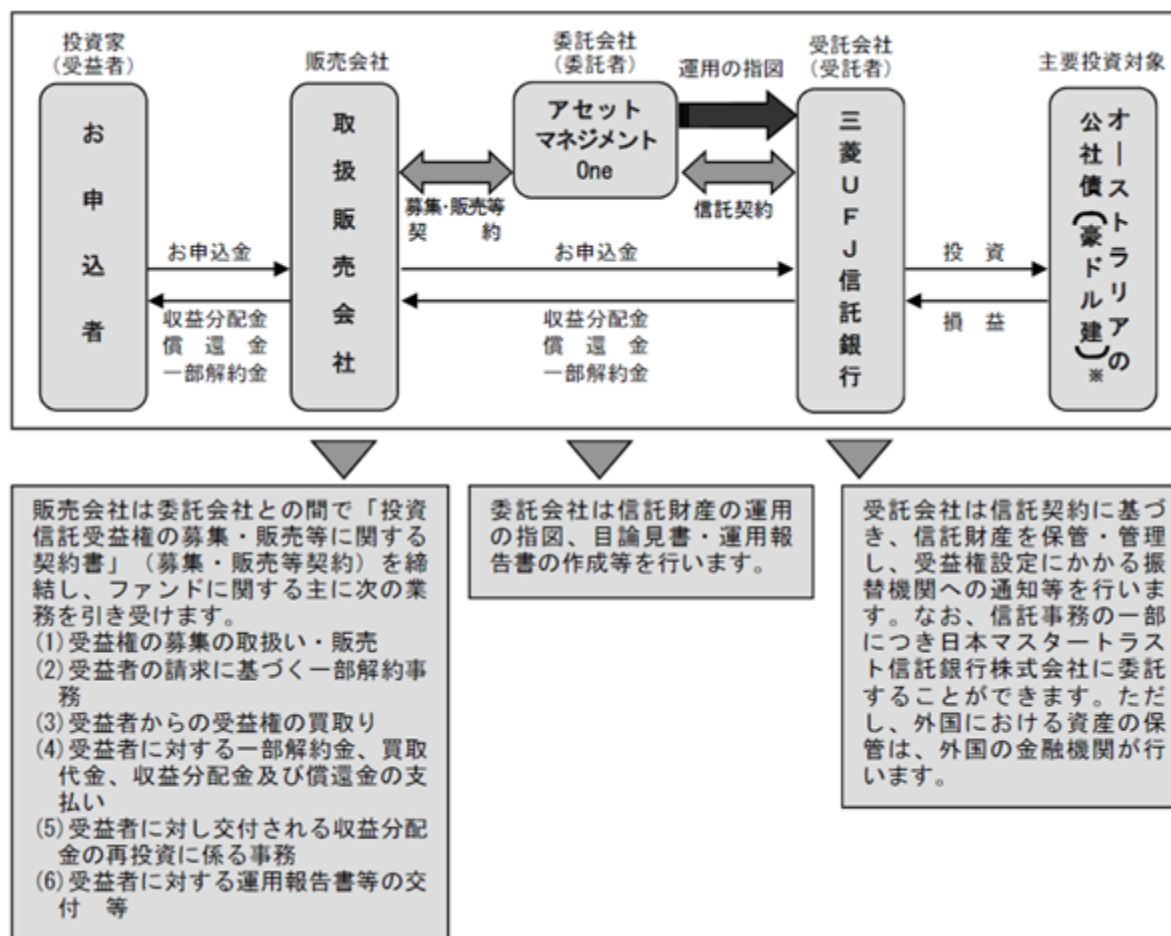 投資家
(受益者)
販売会社
委託会社
(委託者)
運用の指図
受託会社
(受託者)
主要投資対象
お申込者
取扱販売会社
アセット
マネジメント
One
三菱UFJ信託銀行
オーストラリアの
公社債(豪ドル建)※
募集・販売等
契約
信託契約
お申込金
収益分配金
償還金
一部解約金
お申込金
収益分配金
償還金
一部解約金
投資
損益
販売会社は委託会社との間で「投資
信託受益権の募集・販売等に関する
契約書」(募集・販売等契約)を締
結し、ファンドに関する主に次の業
務を引き受けます。
(1)受益権の募集の取扱い・販売
(2)受益者の請求に基づく一部解約事
務
(3)受益者からの受益権の買取り
(4)受益者に対する一部解約金、買取
代金、収益分配金及び償還金の支
払い
(5)受益者に対し交付される収益分配
金の再投資に係る事務
(6)受益者に対する運用報告書等の交
付 等
委託会社は信託財産の運用
の指図、目論見書・運用報
告書の作成等を行います。
受託会社は信託契約に基づ
き、信託財産を保管・管理
し、受益権設定にかかる振
替機関への通知等を行いま
す。なお、信託事務の一部
につき日本マスタートラス
ト信託銀行株式会社に委託
することができます。ただ
し、外国における資産の保
管は、外国の金融機関が行
います。